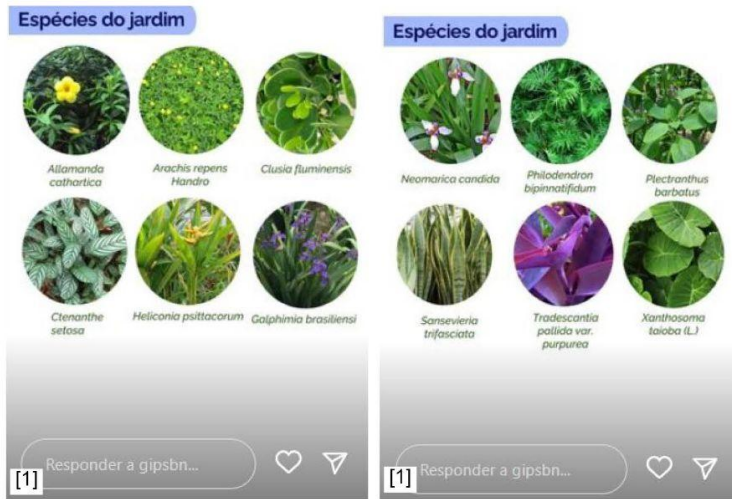 Espécies do jardim
Allamanda
cathartica
Arachis repens
Handro
Clusia fluminensis
Ctenanthe
setosa
Heliconia psittacorum
Galphimia brasiliensi
Responder a gipsbn...
[1]
Espécies do jardim
Neomarica candida
Philodendron
bipinnatifidum
Plectranthus
barbatus
Sansevieria
trifasciata
Tradescantia
pallida var.
purpurea
Xanthosoma
taioba (L.)
Responder a gipsbn...
[1]